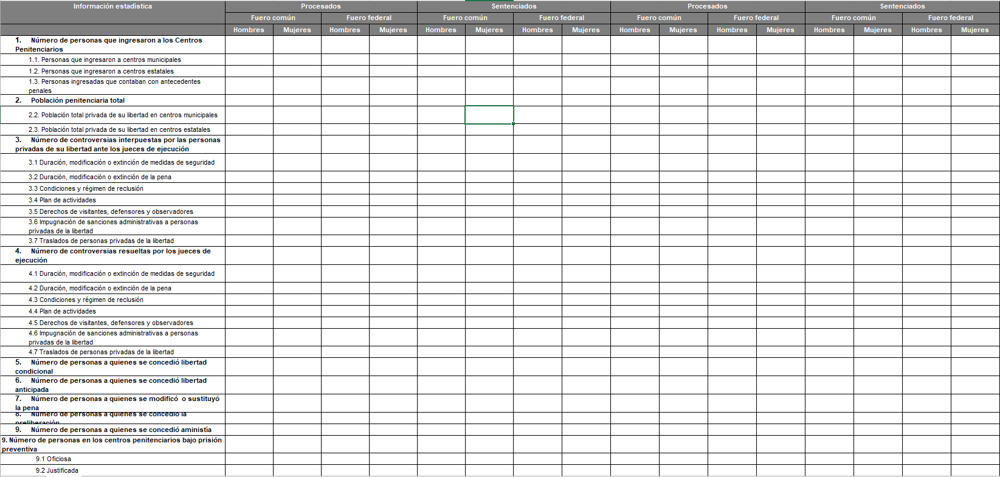 Información estadística Procesados Sentenciados Procesados Sentenciados
Fuero común Fuero federal Fuero común Fuero federal Fuero común Fuero federal Fuero común Fuero federal
Hombres Mujeres Hombres Mujeres Hombres Mujeres Hombres Mujeres Hombres Mujeres Hombres Mujeres Hombres Mujeres Hombres Mujeres
1. Número de personas que ingresaron a los Centros
Penitenciarios
1.1. Personas que ingresaron a centros municipales
1.2. Personas que ingresaron a centros estatales
1.3. Personas ingresadas que contaban con antecedentes
penales
2. Población penitenciaria total
2.2. Población total privada de su libertad en centros municipales
2.3. Población total privada de su libertad en centros estatales
3. Número de controversias interpuestas por las personas
privadas de su libertad ante los jueces de ejecución
3.1 Duración, modificación o extinción de medidas de seguridad
3.2 Duración, modificación o extinción de la pena
3.3 Condiciones y régimen de reclusión
3.4 Plan de actividades
3.5 Derechos de visitantes, defensores y observadores
3.6 Impugnación de sanciones administrativas a personas
privadas de la libertad
3.7 Traslados de personas privadas de la libertad
4. Número de controversias resueltas por los jueces de
ejecución
4.1 Duración, modificación o extinción de medidas de seguridad
4.2 Duración, modificación o extinción de la pena
4.3 Condiciones y régimen de reclusión
4.4 Plan de actividades
4.5 Derechos de visitantes, defensores y observadores
4.6 Impugnación de sanciones administrativas a personas
privadas de la libertad
4.7 Traslados de personas privadas de la libertad
5. Número de personas a quienes se concedió libertad
condicional
6. Número de personas a quienes se concedió libertad
anticipada
7. Número de personas a quienes se modificó o sustituyó
la pena
8. Número de personas a quienes se concedió la
preliberación
9. Número de personas a quienes se concedió aministía
9. Número de personas en los centros penitenciarios bajo prisión
preventiva
9.1 Oficiosa
9.2 Justificada